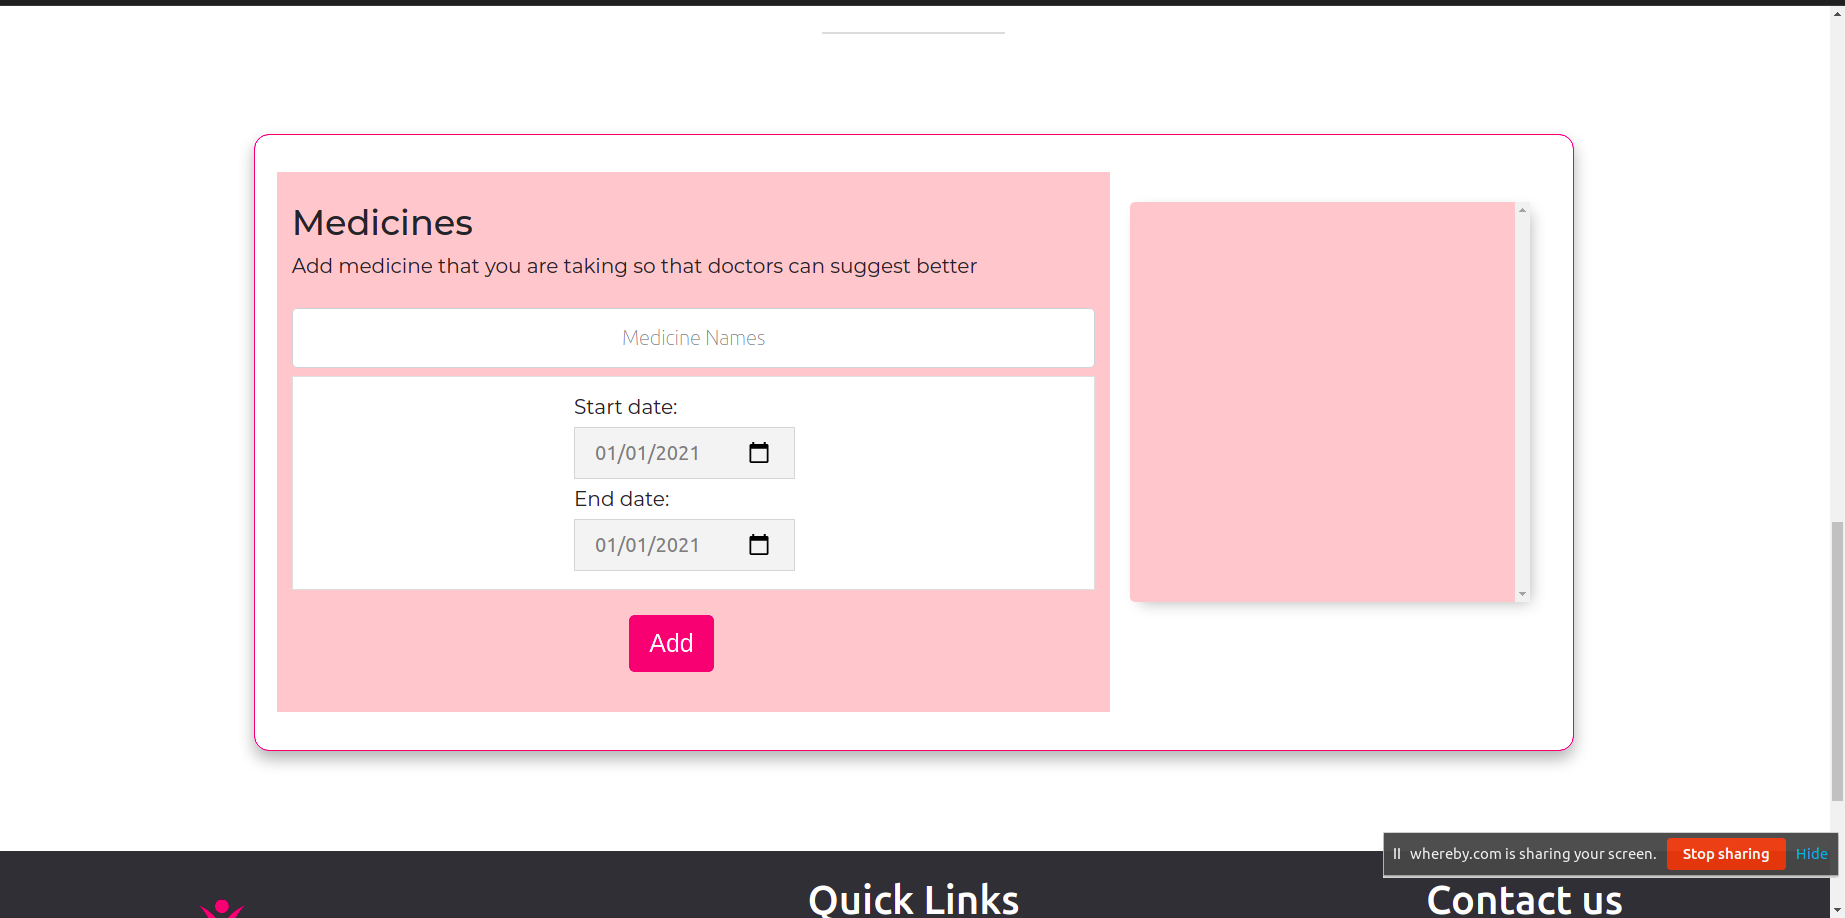 Medicines
Add medicine that you are taking so that doctors can suggest better
Medicine Names
Start date:
01/01/2021
End date:
01/01/2021
Add
whereby.com is sharing your screen. Stop sharing Hide
Quick Links Contact us